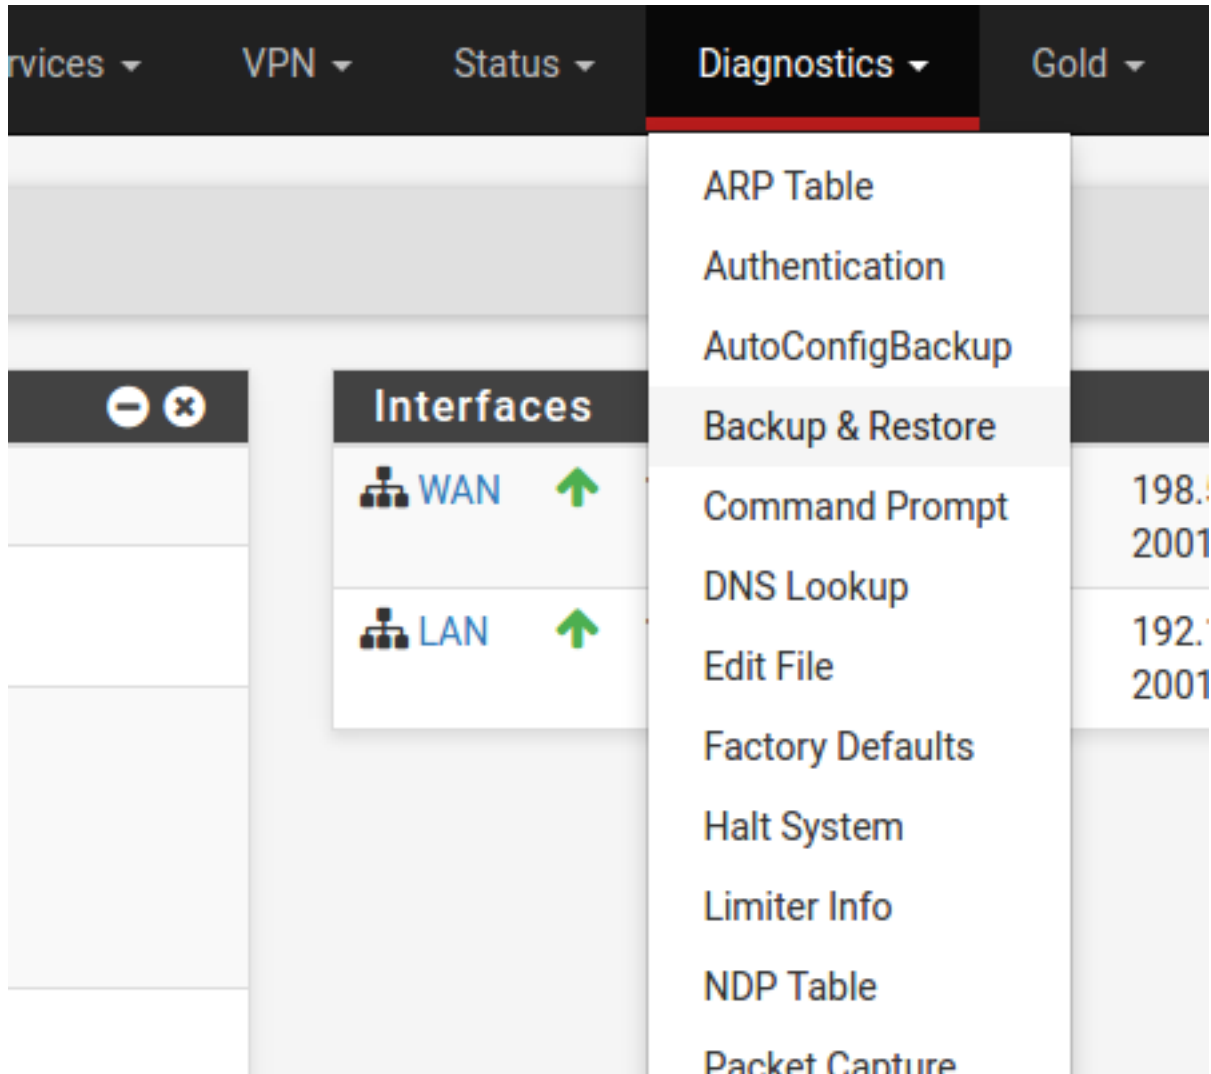 rvices VPN Status Diagnostics Gold
ARP Table
Authentication
AutoConfigBackup
Interfaces
Backup & Restore
WAN
198.
2001
Command Prompt
DNS Lookup
LAN
192.
2001
Edit File
Factory Defaults
Halt System
Limiter Info
NDP Table
Packet Capture